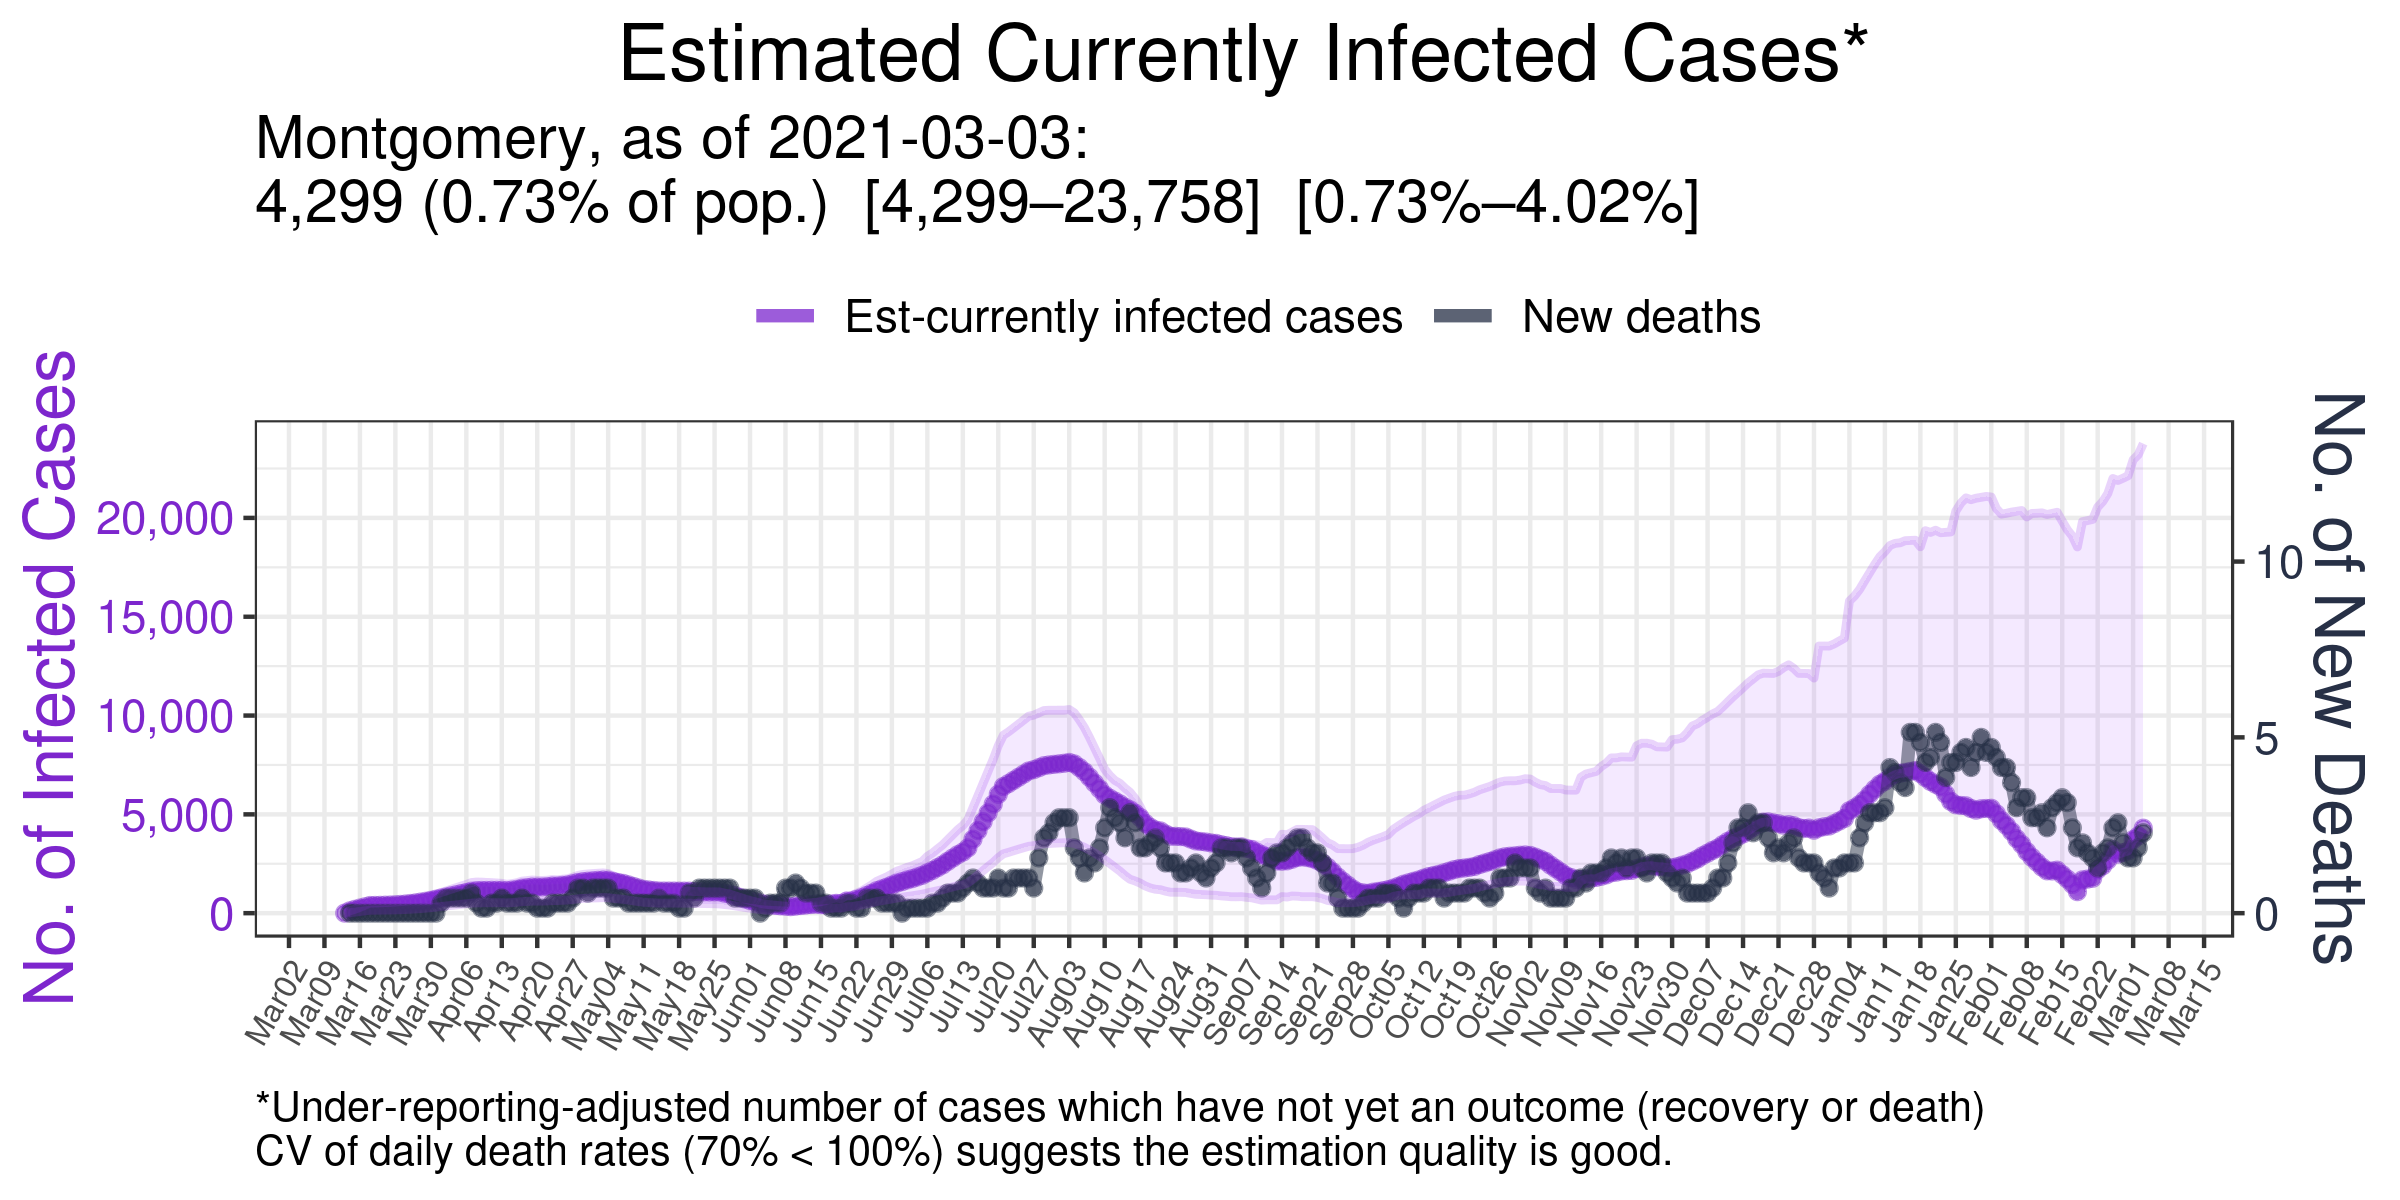 Estimated Currently Infected Cases*
Montgomery, as of 2021-03-03:
4,299 (0.73% of pop.)  [4,299–23,758]  [0.73%–4.02%]
Est-currently infected cases
New deaths
No. of Infected Cases
20,000
15,000
10,000
5,000
0
No. of New Deaths
10
5
0
Mar02
Mar09
Mar16
Mar23
Mar30
Apr06
Apr13
Apr20
Apr27
May04
May11
May18
May25
Jun01
Jun08
Jun15
Jun22
Jun29
Jul06
Jul13
Jul20
Jul27
Aug03
Aug10
Aug17
Aug24
Aug31
Sep07
Sep14
Sep21
Sep28
Oct05
Oct12
Oct19
Oct26
Nov02
Nov09
Nov16
Nov23
Nov30
Dec07
Dec14
Dec21
Dec28
Jan04
Jan11
Jan18
Jan25
Feb01
Feb08
Feb15
Feb22
Mar01
Mar08
Mar15
*Under-reporting-adjusted number of cases which have not yet an outcome (recovery or death)
CV of daily death rates (70% < 100%) suggests the estimation quality is good.